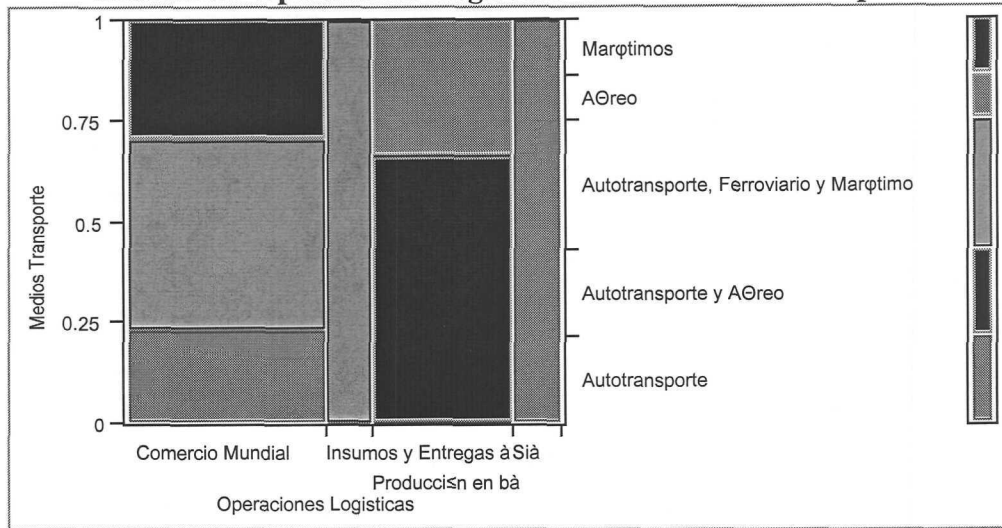 1
0.75
0.5
0.25
0
Medios Transporte
Marφtimos
AΘreo
Autotransporte, Ferroviario y Marφtimo
Autotransporte y AΘreo
Autotransporte
Comercio Mundial
Insumos y Entregas à
Sià
Producci≤n en bà
Operaciones Logisticas